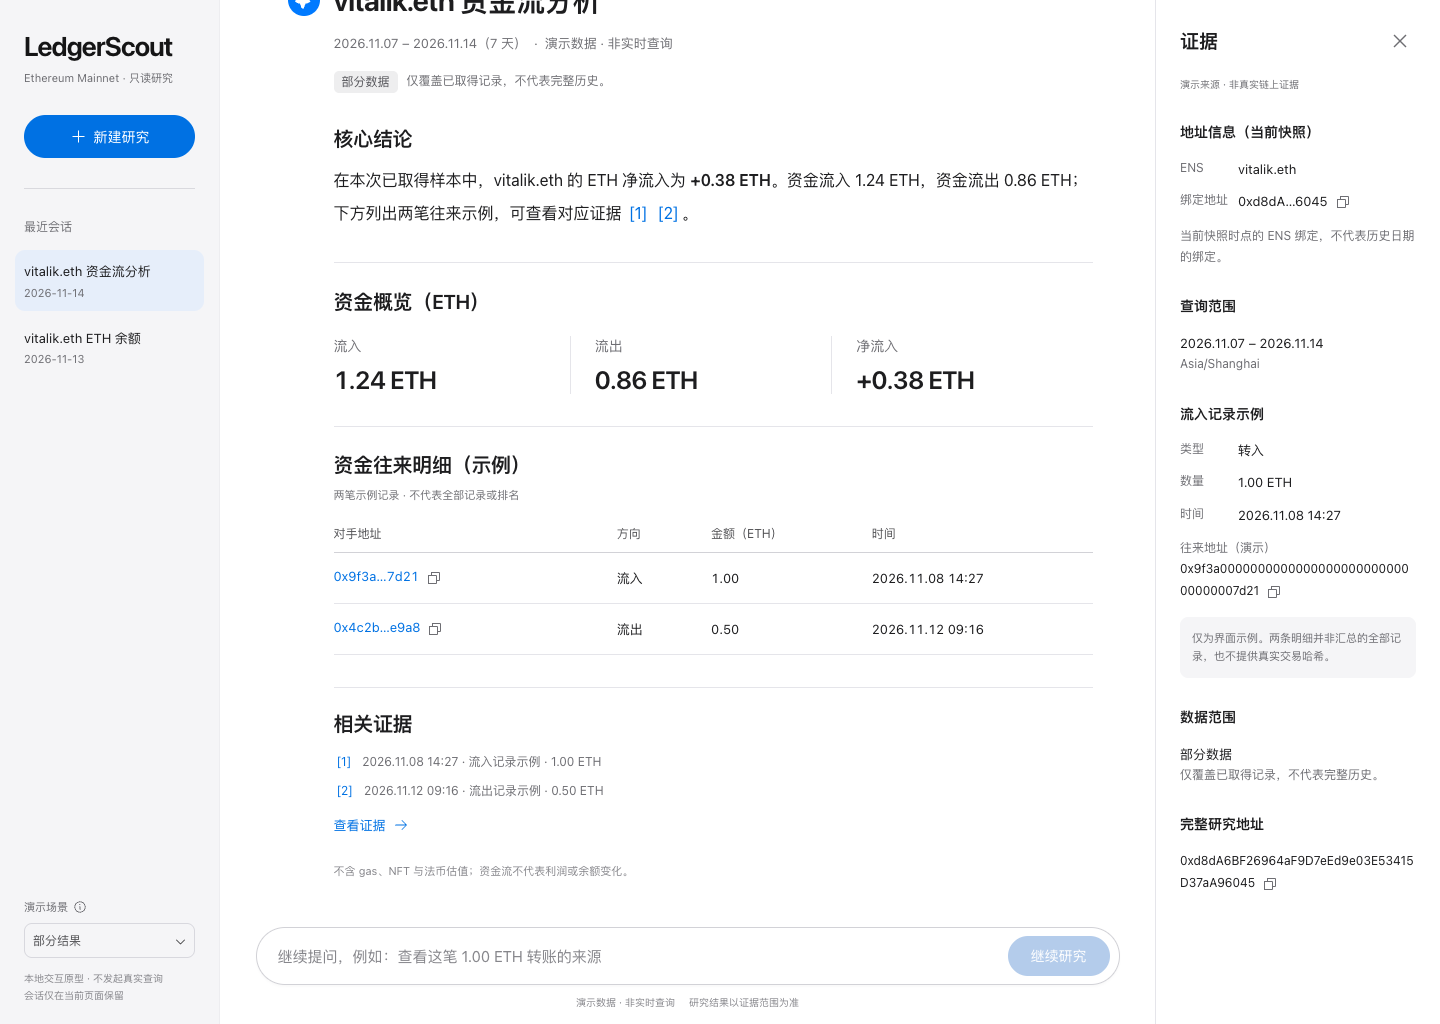 LedgerScout
Ethereum Mainnet · 只读研究
新建研究
最近会话
vitalik.eth 资金流分析
2026-11-14
vitalik.eth ETH 余额
2026-11-13
演示场景
部分结果
本地交互原型 · 不发起真实查询
会话仅在当前页面保留
vitalik.eth 资金流分析
2026.11.07 – 2026.11.14（7 天） · 演示数据 · 非实时查询
部分数据 仅覆盖已取得记录，不代表完整历史。
核心结论
在本次已取得样本中，vitalik.eth 的 ETH 净流入为 +0.38 ETH。资金流入 1.24 ETH，资金流出 0.86 ETH；
下方列出两笔往来示例，可查看对应证据 [1] [2] 。
资金概览（ETH）
流入 流出 净流入
1.24 ETH 0.86 ETH +0.38 ETH
资金往来明细（示例）
两笔示例记录 · 不代表全部记录或排名
对手地址 方向 金额（ETH） 时间
0x9f3a...7d21 流入 1.00 2026.11.08 14:27
0x4c2b...e9a8 流出 0.50 2026.11.12 09:16
相关证据
[1] 2026.11.08 14:27 · 流入记录示例 · 1.00 ETH
[2] 2026.11.12 09:16 · 流出记录示例 · 0.50 ETH
查看证据
不含 gas、NFT 与法币估值；资金流不代表利润或余额变化。
继续提问，例如：查看这笔 1.00 ETH 转账的来源
继续研究
演示数据 · 非实时查询 研究结果以证据范围为准
证据
演示来源 · 非真实链上证据
地址信息（当前快照）
ENS vitalik.eth
绑定地址 0xd8dA...6045
当前快照时点的 ENS 绑定，不代表历史日期
的绑定。
查询范围
2026.11.07 – 2026.11.14
Asia/Shanghai
流入记录示例
类型 转入
数量 1.00 ETH
时间 2026.11.08 14:27
往来地址（演示）
0x9f3a00000000000000000000000
00000007d21
仅为界面示例。两条明细并非汇总的全部记
录，也不提供真实交易哈希。
数据范围
部分数据
仅覆盖已取得记录，不代表完整历史。
完整研究地址
0xd8dA6BF26964aF9D7eEd9e03E53415
D37aA96045